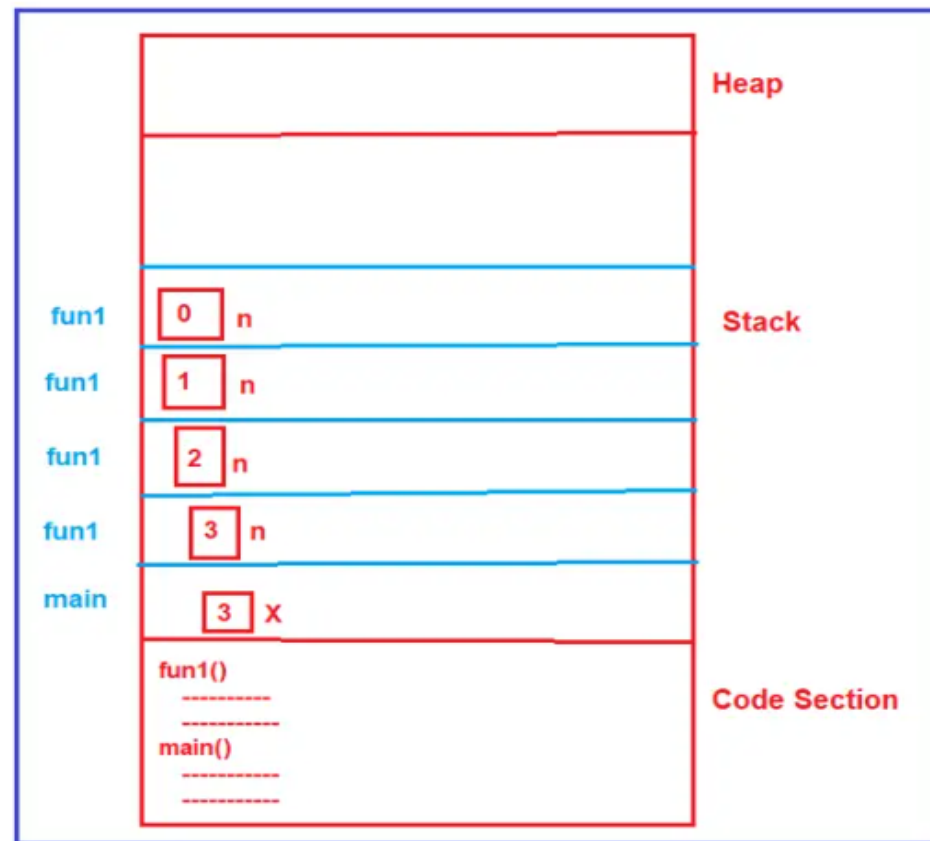 Heap
Stack
fun1 0 n
fun1 1 n
fun1 2 n
fun1 3 n
main 3 X
fun1()
----------
-----------
Code Section
main()
-----------
-----------